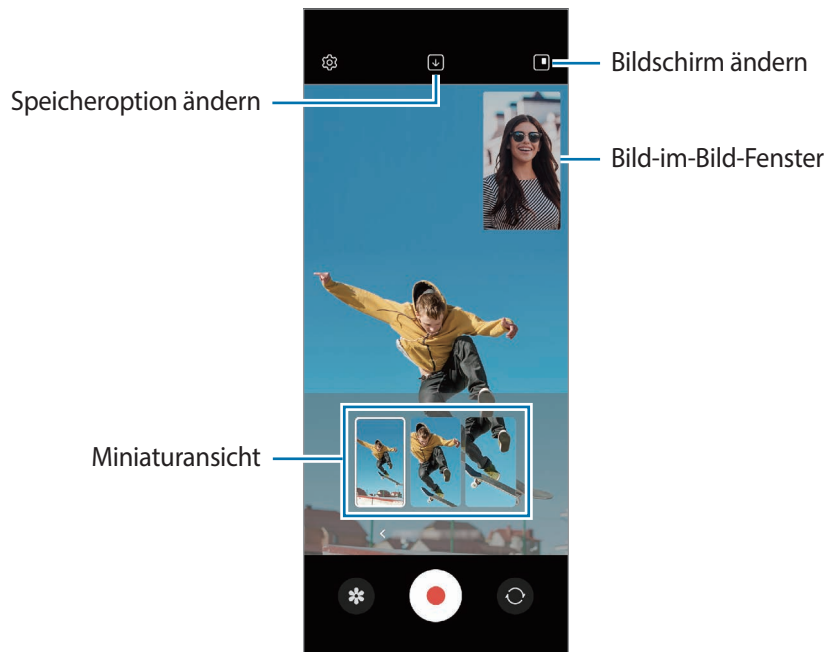 Bildschirm ändern
Speicheroption ändern
Bild-im-Bild-Fenster
Miniaturansicht